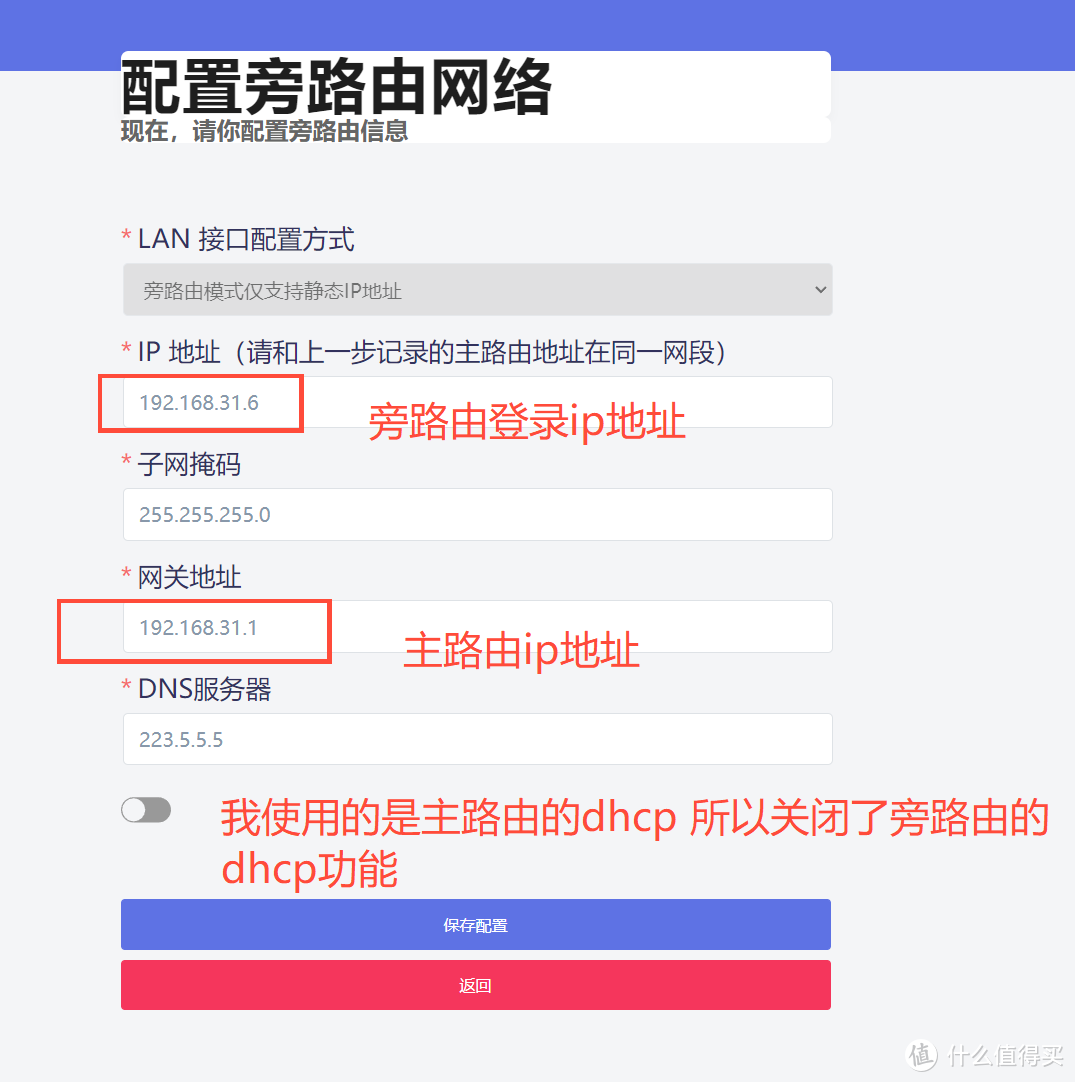 配置旁路由网络
现在，请你配置旁路由信息
* LAN 接口配置方式
旁路由模式仅支持静态IP地址
* IP 地址（请和上一步记录的主路由地址在同一网段）
192.168.31.6
旁路由登录ip地址
* 子网掩码
255.255.255.0
* 网关地址
192.168.31.1
主路由ip地址
* DNS服务器
223.5.5.5
我使用的是主路由的dhcp 所以关闭了旁路由的
dhcp功能
保存配置
返回
值 什么值得买